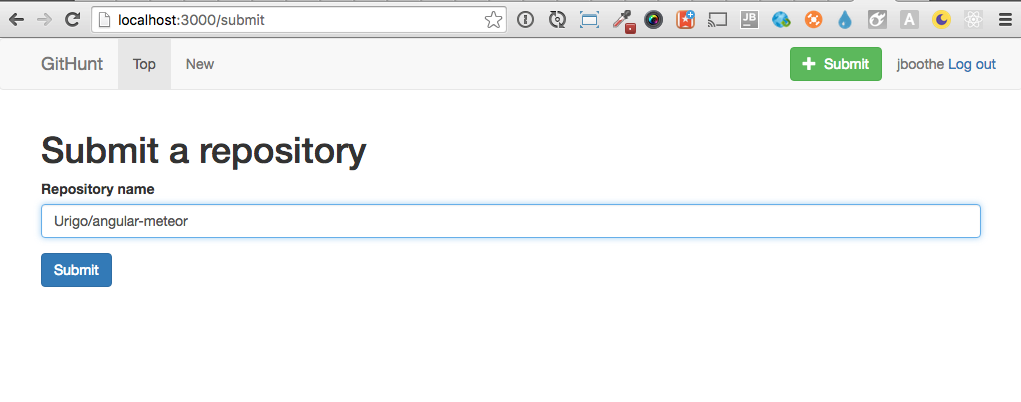 localhost:3000/submit
JB
A
GitHunt Top New Submit jboothe Log out
Submit a repository
Repository name
Urigo/angular-meteor
Submit